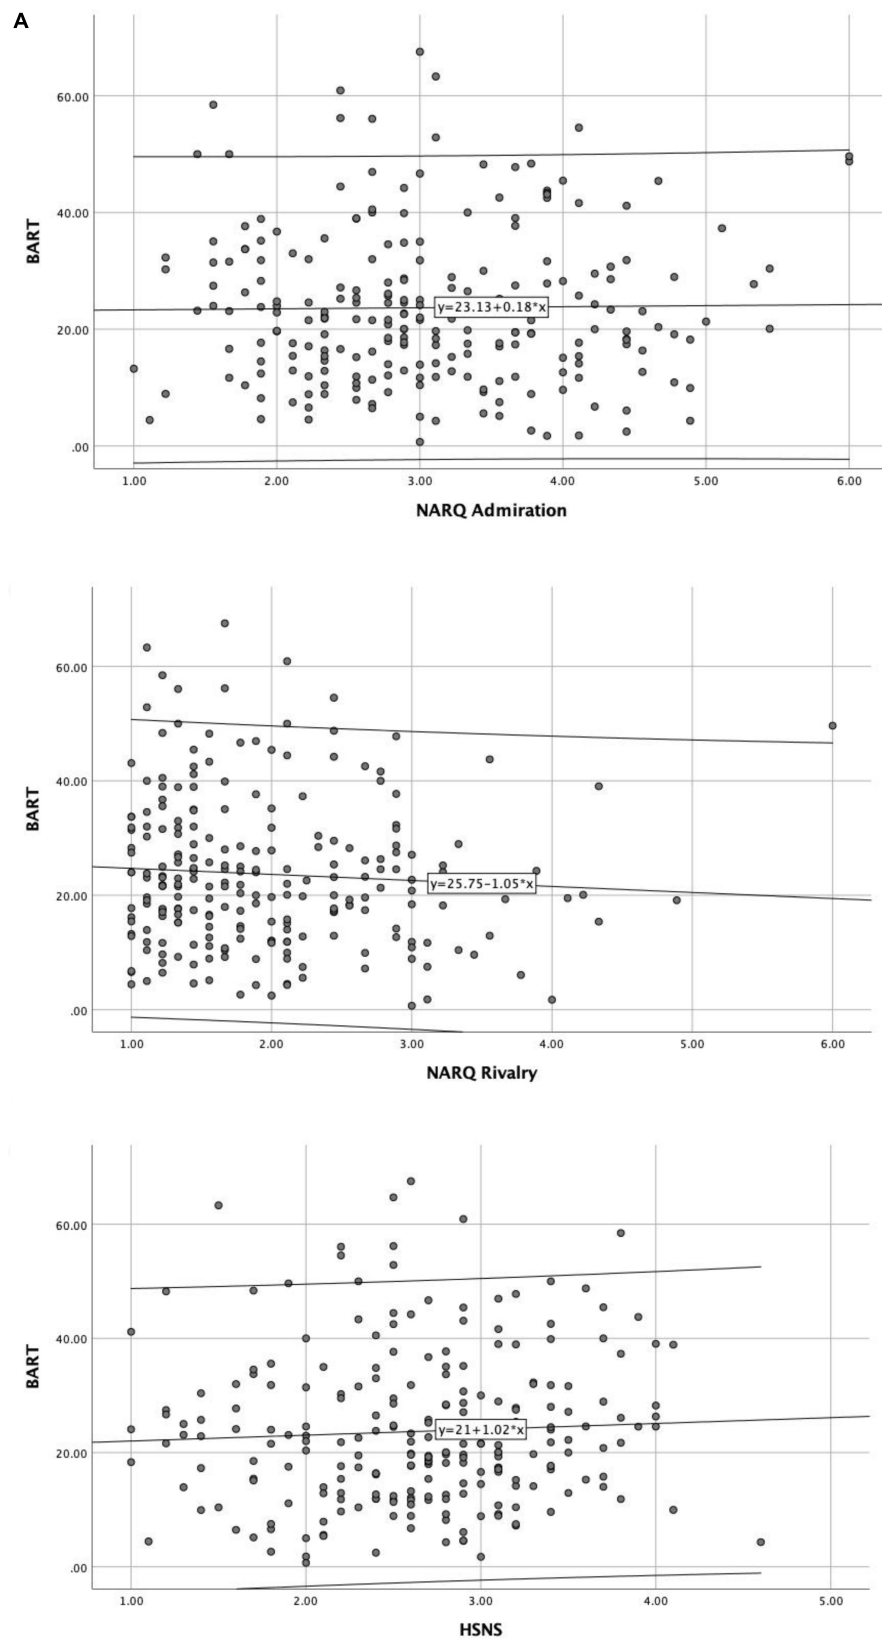 A
60.00
40.00
20.00
.00
BART
y=23.13+0.18*x
1.00 2.00 3.00 4.00 5.00 6.00
NARQ Admiration
60.00
40.00
20.00
.00
BART
y=25.75-1.05*x
1.00 2.00 3.00 4.00 5.00 6.00
NARQ Rivalry
60.00
40.00
20.00
.00
BART
y=21+1.02*x
1.00 2.00 3.00 4.00 5.00
HSNS